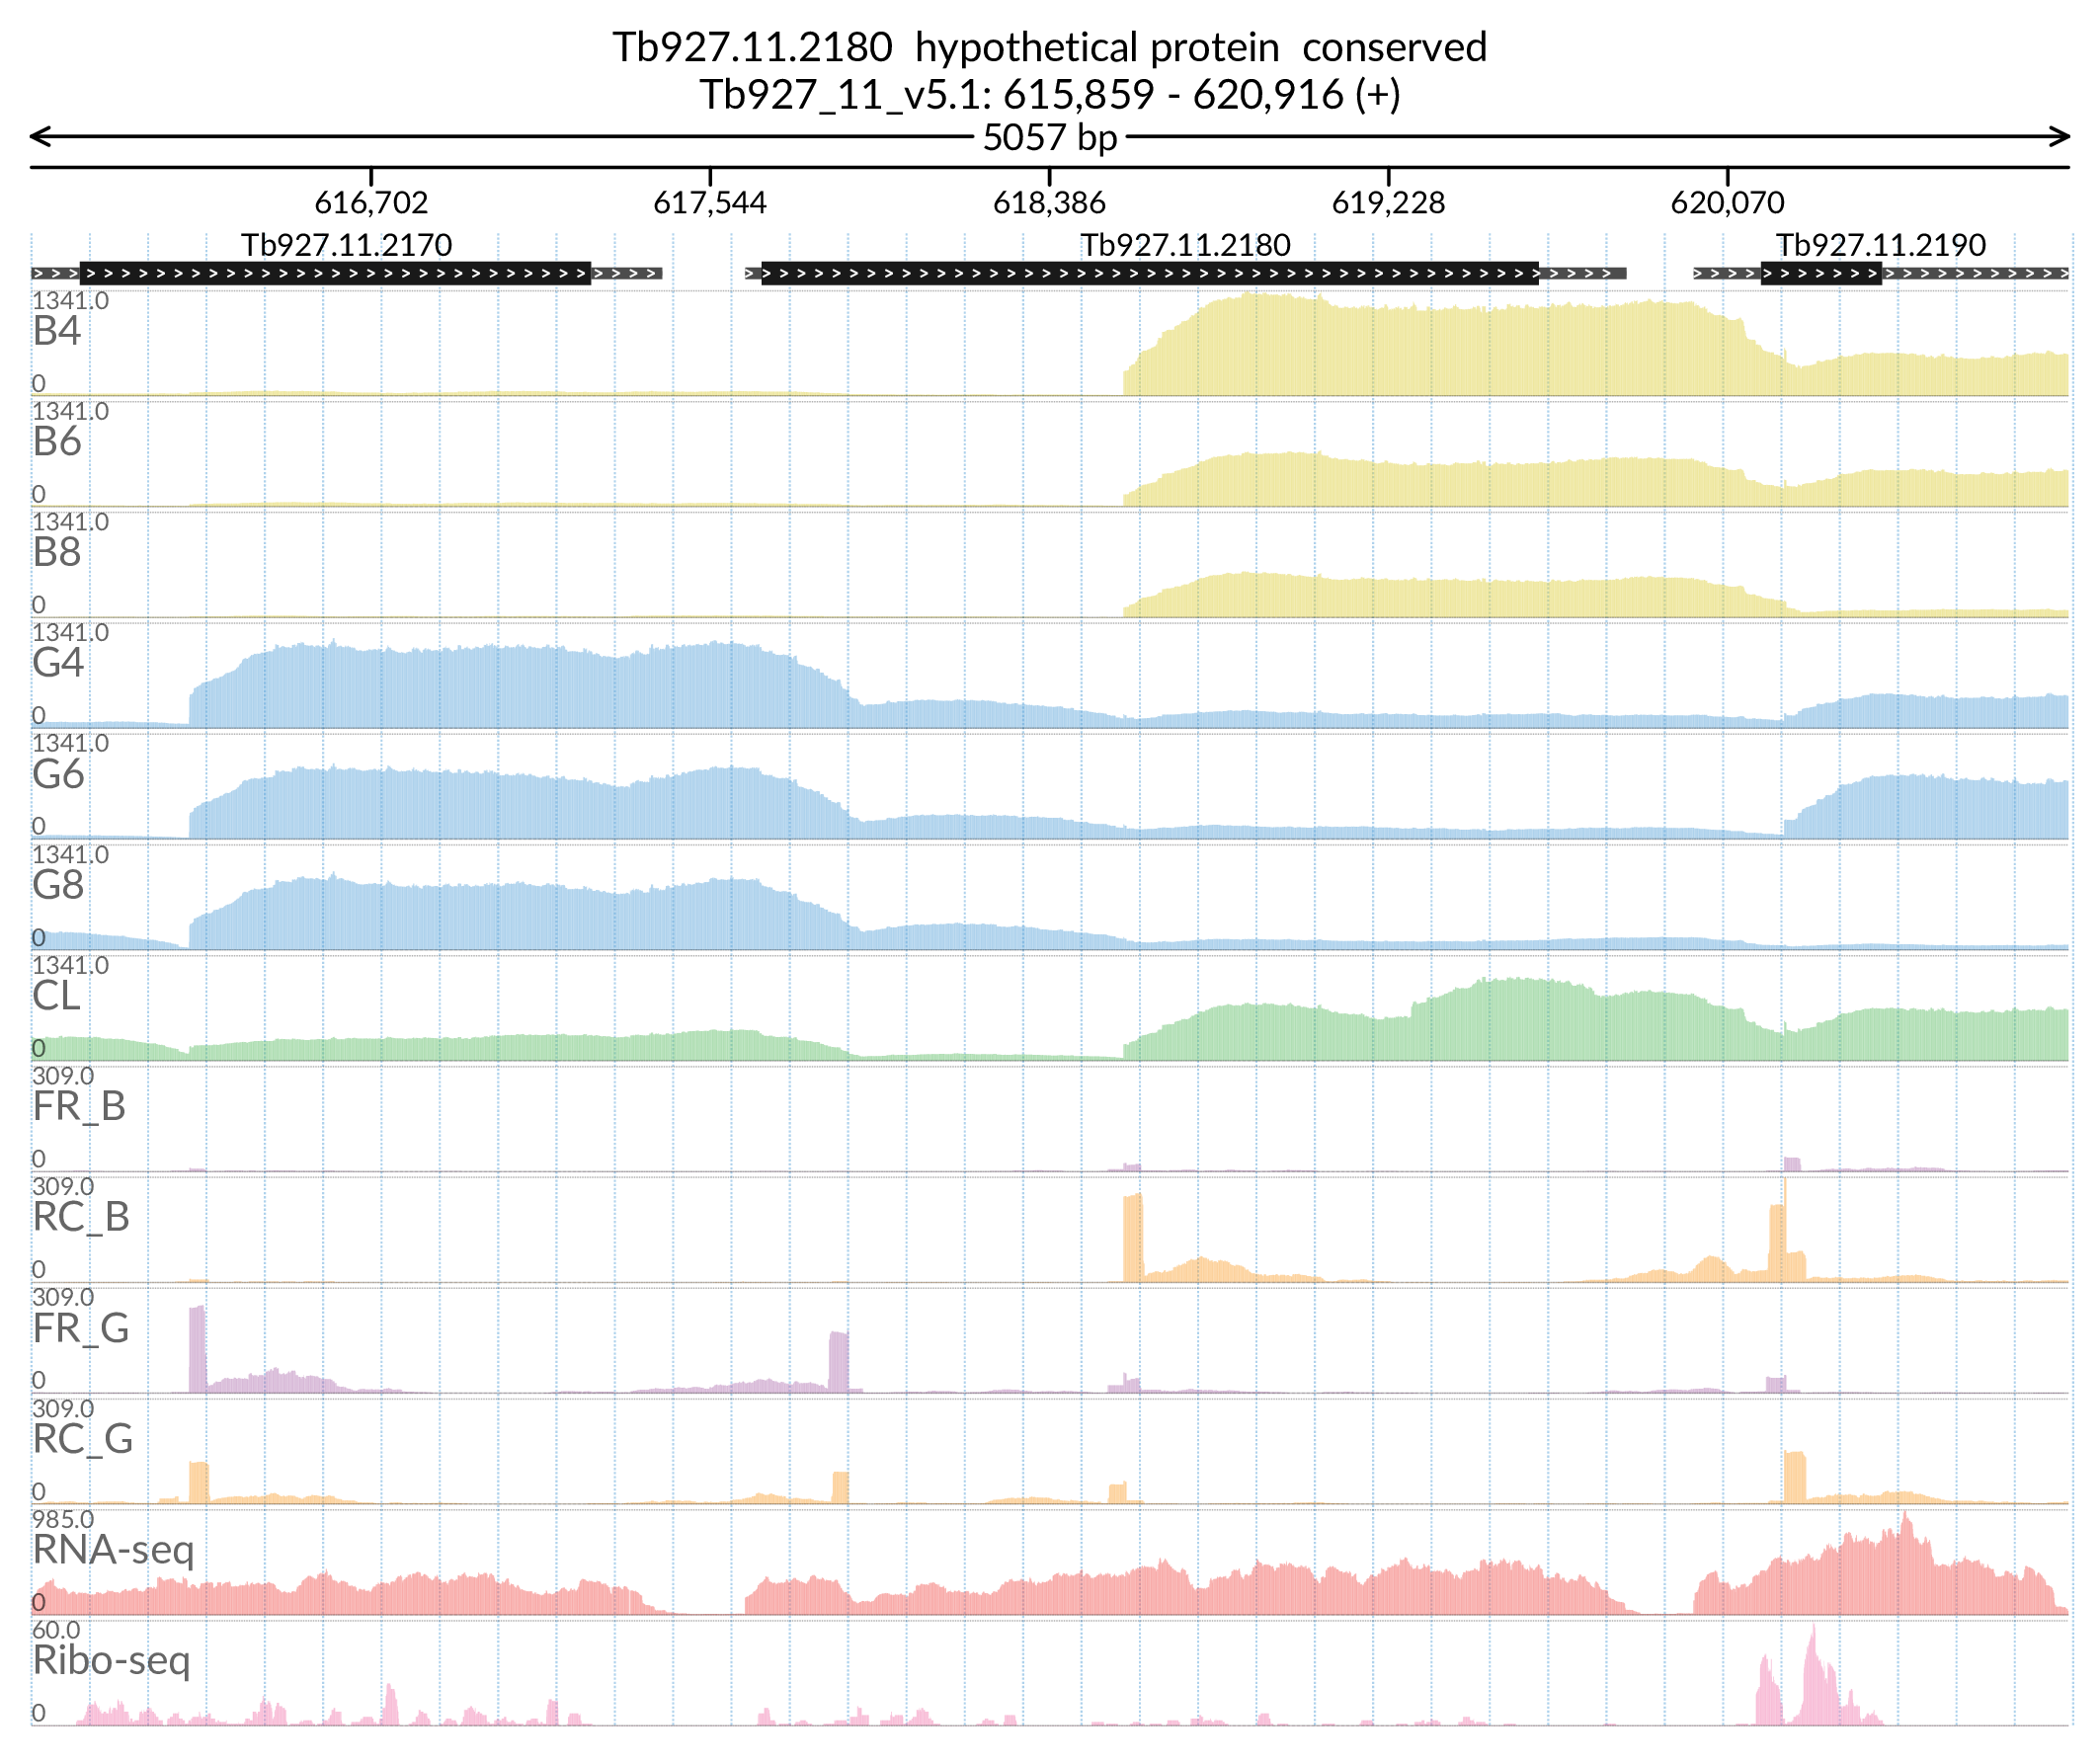 Tb927.11.2180 hypothetical protein conserved
Tb927_11_v5.1: 615,859 - 620,916 (+)
5057 bp
616,702 617,544 618,386 619,228 620,070
Tb927.11.2170 Tb927.11.2180 Tb927.11.2190
1341.0
B4
0
1341.0
B6
0
1341.0
B8
0
1341.0
G4
0
1341.0
G6
0
1341.0
G8
0
1341.0
CL
0
309.0
FR_B
0
309.0
RC_B
0
309.0
FR_G
0
309.0
RC_G
0
985.0
RNA-seq
0
60.0
Ribo-seq
0